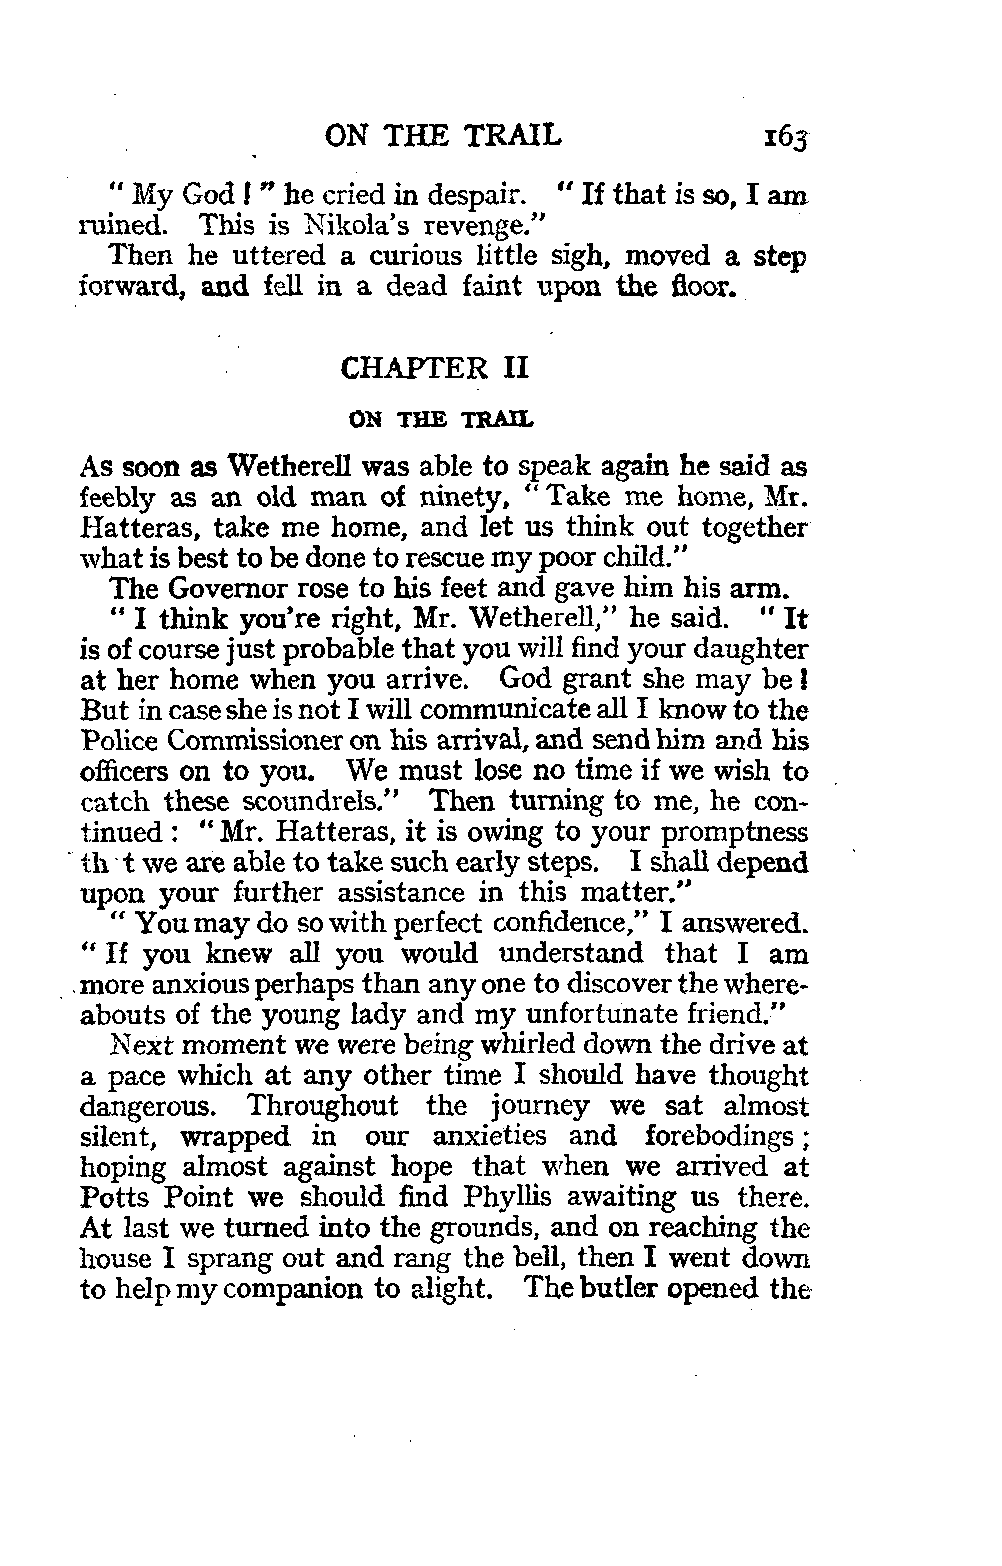 ON THE TRAIL 163
" My God ! " he cried in despair. " If that is so, I am
ruined. This is Nikola's revenge."
Then he uttered a curious little sigh, moved a step
forward, and fell in a dead faint upon the floor.
CHAPTER II
ON THE TRAIL
As soon as Wetherell was able to speak again he said as
feebly as an old man of ninety, " Take me home, Mr.
Hatteras, take me home, and let us think out together
what is best to be done to rescue my poor child."
The Governor rose to his feet and gave him his arm.
" I think you're right, Mr. Wetherell," he said. " It
is of course just probable that you will find your daughter
at her home when you arrive. God grant she may be !
But in case she is not I will communicate all I know to the
Police Commissioner on his arrival, and send him and his
officers on to you. We must lose no time if we wish to
catch these scoundrels." Then turning to me, he con-
tinued : " Mr. Hatteras, it is owing to your promptness
th t we are able to take such early steps. I shall depend
upon your further assistance in this matter."
" You may do so with perfect confidence," I answered.
" If you knew all you would understand that I am
more anxious perhaps than any one to discover the where-
abouts of the young lady and my unfortunate friend."
Next moment we were being whirled down the drive at
a pace which at any other time I should have thought
dangerous. Throughout the journey we sat almost
silent, wrapped in our anxieties and forebodings ;
hoping almost against hope that when we arrived at
Potts Point we should find Phyllis awaiting us there.
At last we turned into the grounds, and on reaching the
house I sprang out and rang the bell, then I went down
to help my companion to alight. The butler opened the